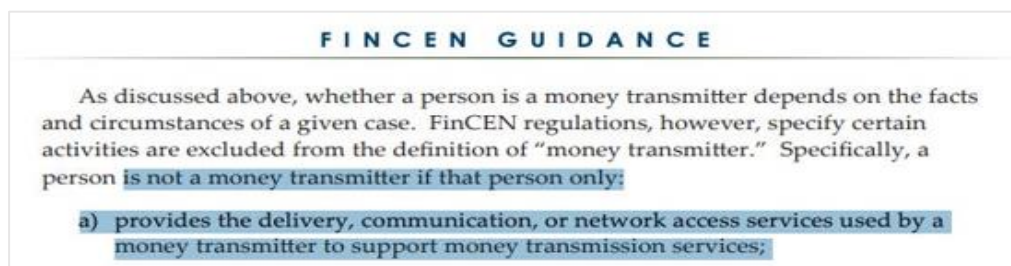 FINCEN GUIDANCE
As discussed above, whether a person is a money transmitter depends on the facts
and circumstances of a given case. FinCEN regulations, however, specify certain
activities are excluded from the definition of “money transmitter.” Specifically, a
person is not a money transmitter if that person only:
a) provides the delivery, communication, or network access services used by a
money transmitter to support money transmission services;